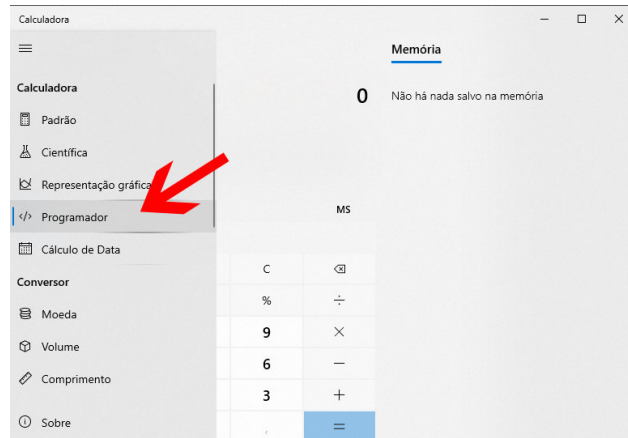 Calculadora
Memória
Calculadora
0
Não há nada salvo na memória
Padrão
Científica
Representação gráfica
MS
Programador
Cálculo de Data
C
Conversor
%
÷
Moeda
9
×
Volume
6
−
Comprimento
3
+
Sobre
,
=